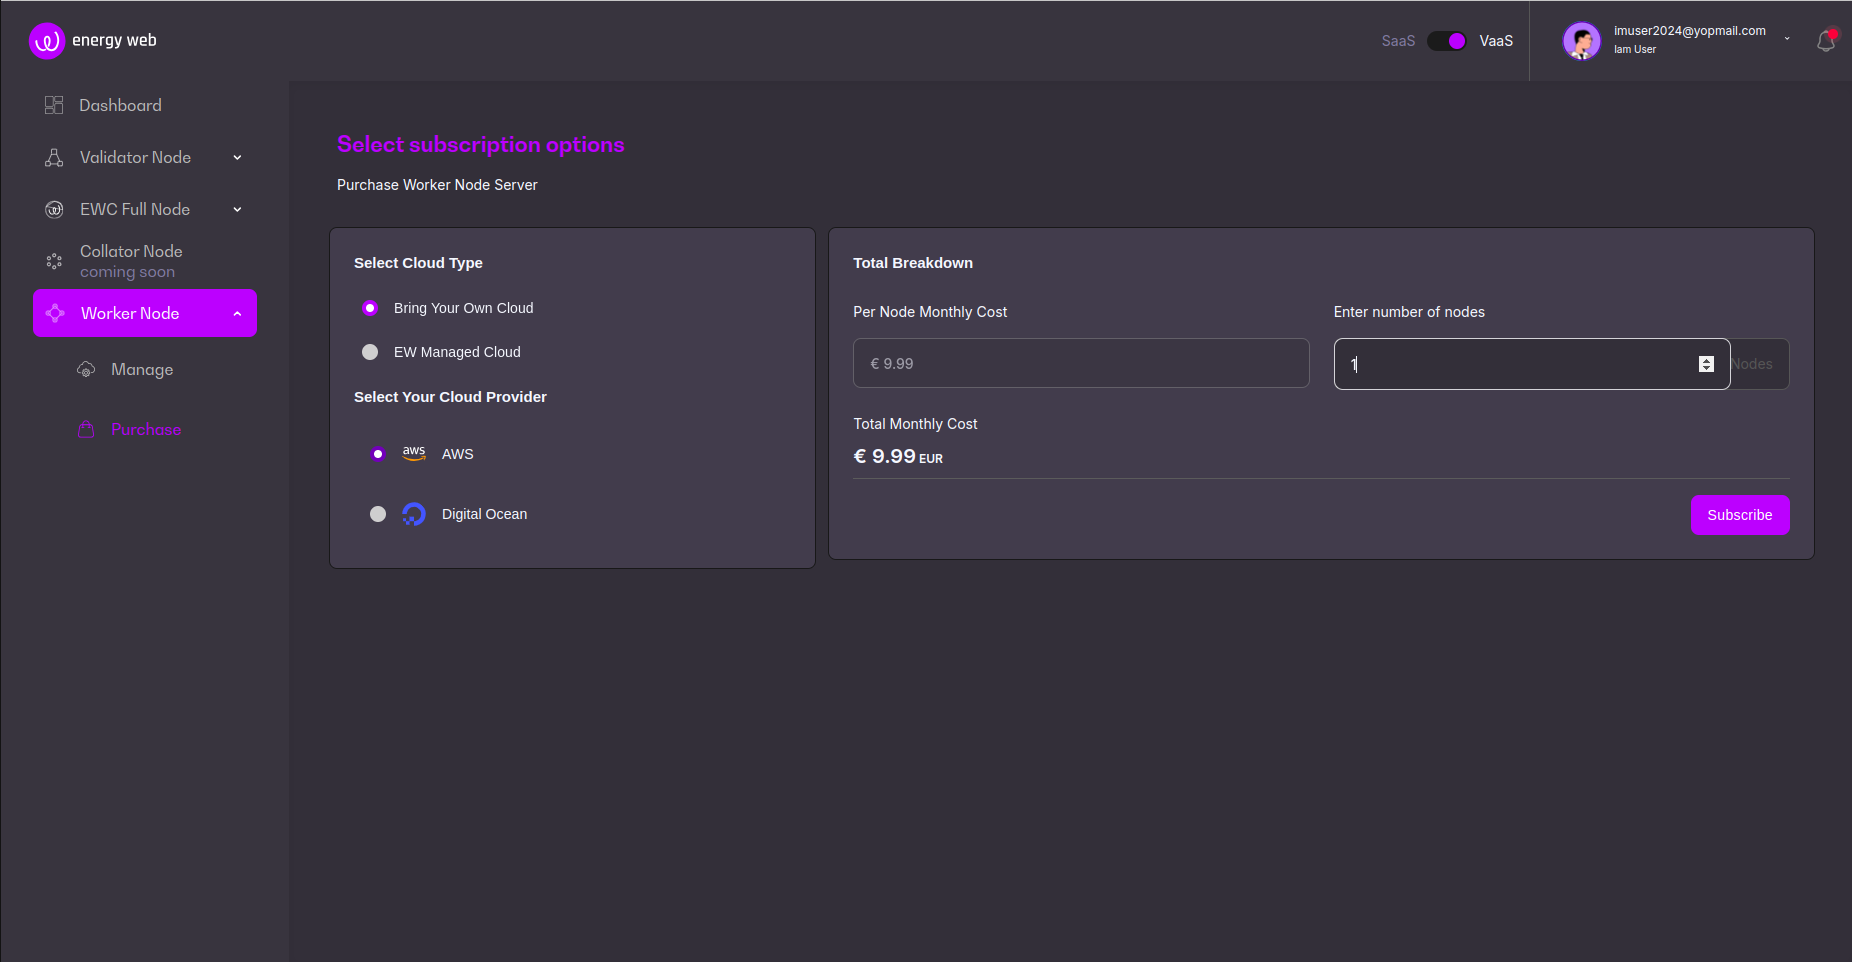 energy web
SaaS
VaaS
imuser2024@yopmail.com
Iam User
Dashboard
Validator Node
EWC Full Node
Collator Node
coming soon
Worker Node
Manage
Purchase
Select subscription options
Purchase Worker Node Server
Select Cloud Type
Bring Your Own Cloud
EW Managed Cloud
Select Your Cloud Provider
aws AWS
Digital Ocean
Total Breakdown
Per Node Monthly Cost
€ 9.99
Enter number of nodes
1
Nodes
Total Monthly Cost
€ 9.99 EUR
Subscribe